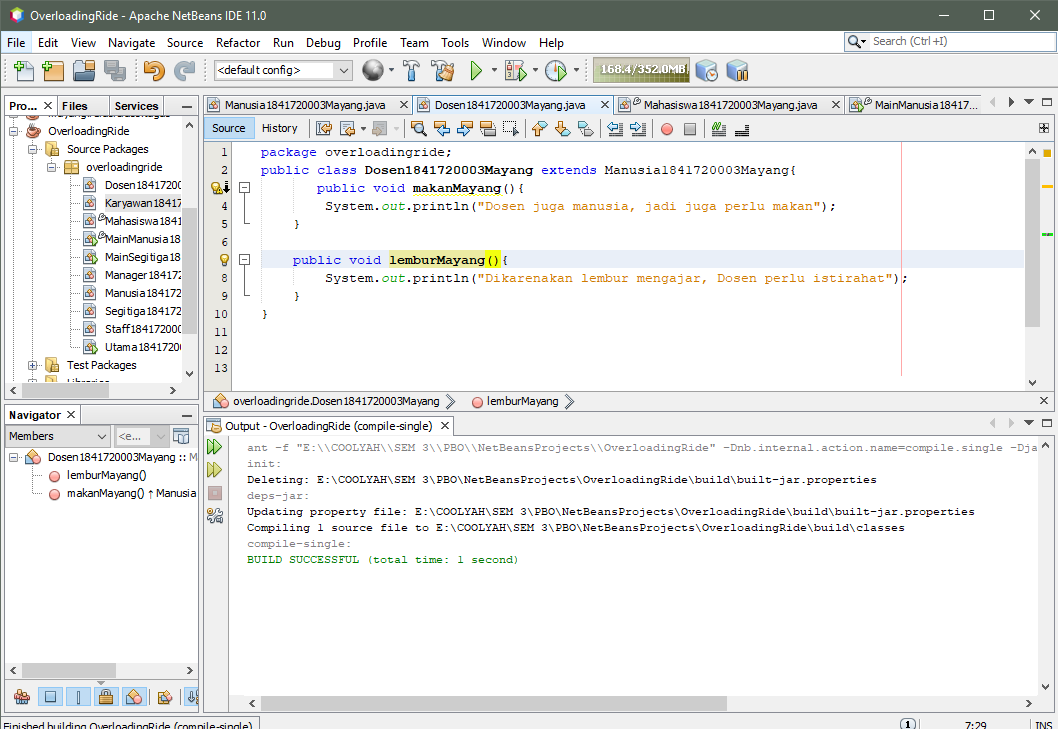 OverloadingRide - Apache NetBeans IDE 11.0
File Edit View Navigate Source Refactor Run Debug Profile Team Tools Window Help
Search (Ctrl+I)
<default config>
168.4/352.0MB
Pro... Files Services
OverloadingRide
Source Packages
overloadingride
Dosen18417200
Karyawan18417
Mahasiswa1841
MainManusia18
MainSegitiga18
Manager184172
Manusia184172
Segitiga184172
Staff18417200
Utama1841720
Test Packages
Manusia1841720003Mayang.java
Dosen1841720003Mayang.java
Mahasiswa1841720003Mayang.java
MainManusia18417...
Source History
1 package overloadingride;
2 public class Dosen1841720003Mayang extends Manusia1841720003Mayang{
public void makanMayang(){
4 System.out.println("Dosen juga manusia, jadi juga perlu makan");
5 }
6
public void lemburMayang(){
8 System.out.println("Dikarenakan lembur mengajar, Dosen perlu istirahat");
9 }
10 }
11
12
13
overloadingride.Dosen1841720003Mayang lemburMayang
Navigator
Members
<e...
Dosen1841720003Mayang :: M
lemburMayang()
makanMayang() ↑ Manusia
Output - OverloadingRide (compile-single)
ant -f "E:\\COOLYAH\\SEM 3\\PBO\\NetBeansProjects\\OverloadingRide" -Dnb.internal.action.name=compile.single -Dja
init:
Deleting: E:\COOLYAH\SEM 3\PBO\NetBeansProjects\OverloadingRide\build\built-jar.properties
deps-jar:
Updating property file: E:\COOLYAH\SEM 3\PBO\NetBeansProjects\OverloadingRide\build\built-jar.properties
Compiling 1 source file to E:\COOLYAH\SEM 3\PBO\NetBeansProjects\OverloadingRide\build\classes
compile-single:
BUILD SUCCESSFUL (total time: 1 second)
Finished building OverloadingRide (compile-single).
1
7:29
INS